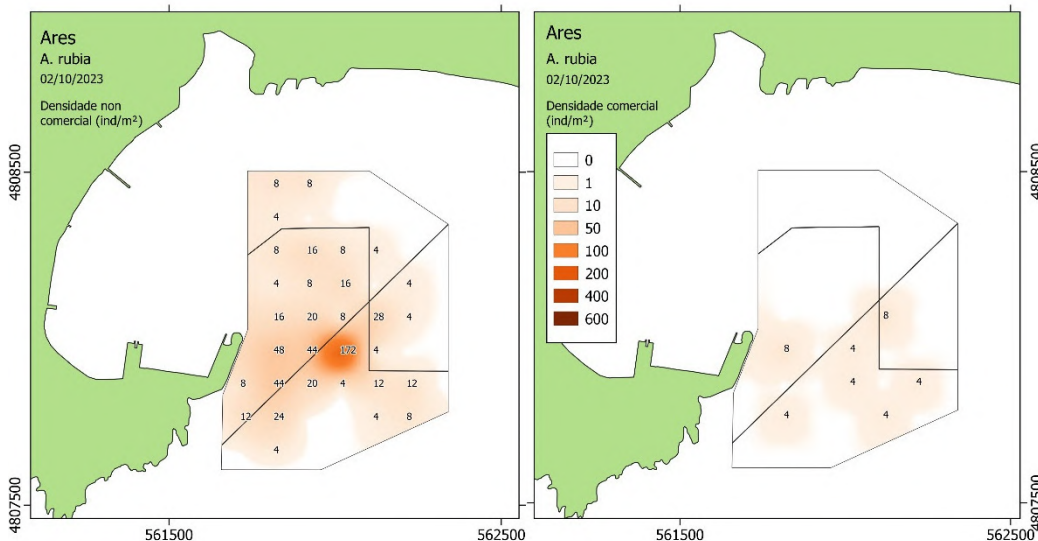 Ares
A. rubia
02/10/2023
Densidade non
comercial (ind/m²)
8 8
4
8 16 8 4
4 8 16 4
16 20 8 28 4
48 44 172 4
8 44 20 4 12 12
12 24 4 8
4
4808500
4807500
561500 562500
Ares
A. rubia
02/10/2023
Densidade comercial
(ind/m²)
0
1
10
50
100
200
400
600
8
8 4
4 4
4 4
4808500
4807500
561500 562500